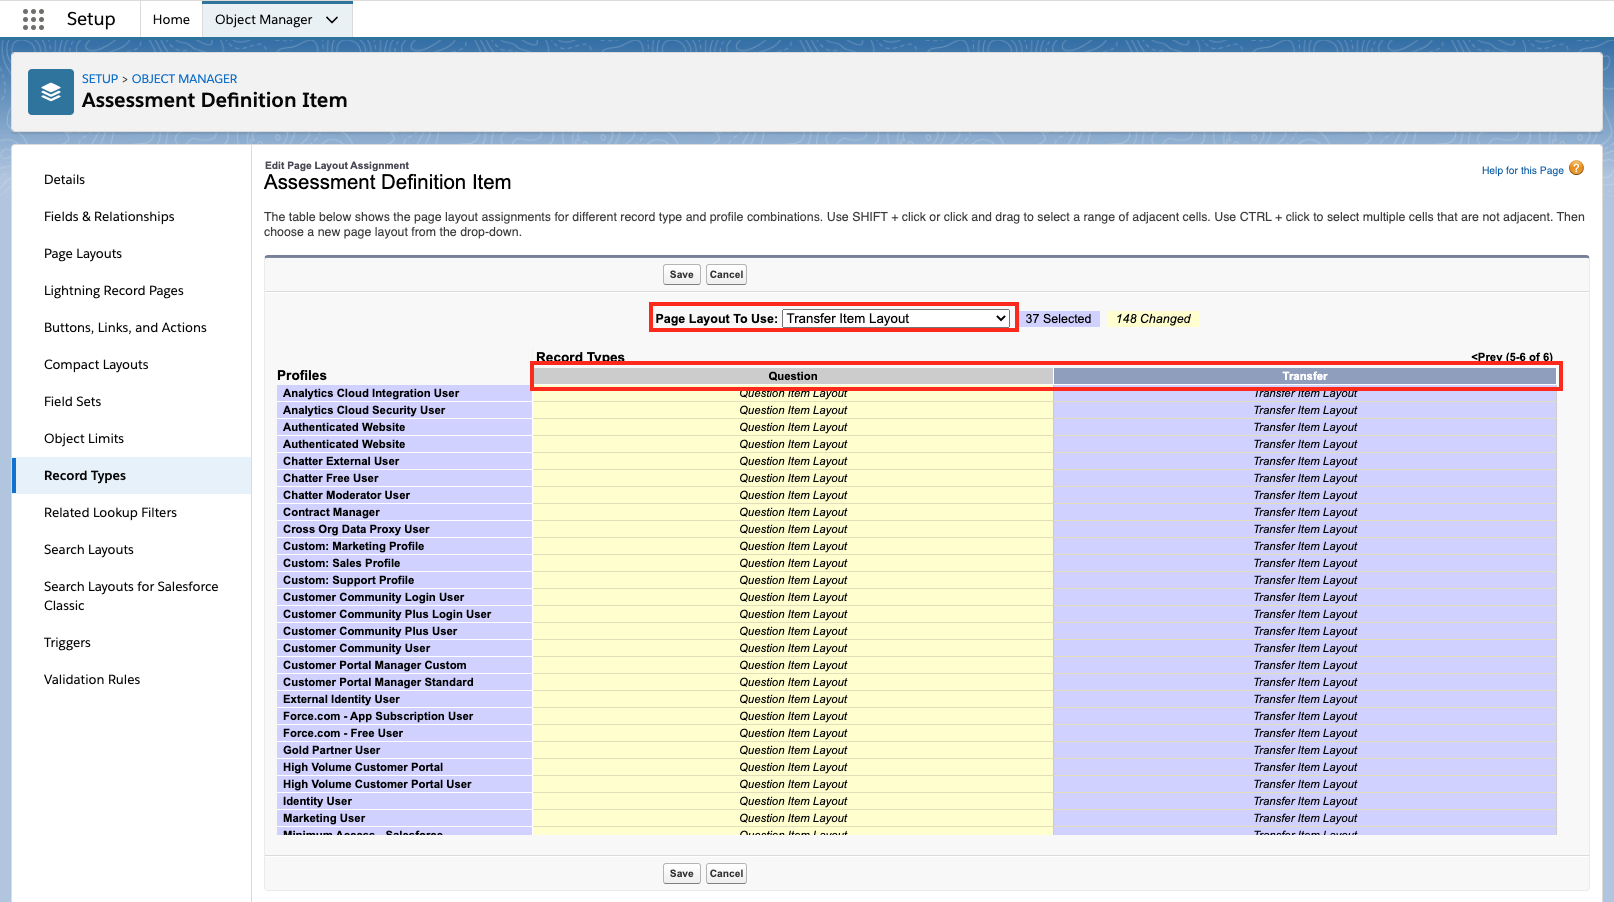 Setup
Home
Object Manager
SETUP > OBJECT MANAGER
Assessment Definition Item
Details
Fields & Relationships
Page Layouts
Lightning Record Pages
Buttons, Links, and Actions
Compact Layouts
Field Sets
Object Limits
Record Types
Related Lookup Filters
Search Layouts
Search Layouts for Salesforce
Classic
Triggers
Validation Rules
Edit Page Layout Assignment
Assessment Definition Item
Help for this Page ?
The table below shows the page layout assignments for different record type and profile combinations. Use SHIFT + click or click and drag to select a range of adjacent cells. Use CTRL + click to select multiple cells that are not adjacent. Then
choose a new page layout from the drop-down.
Save Cancel
Page Layout To Use: Transfer Item Layout 37 Selected 148 Changed
Record Types <Prev (5-6 of 6)
Profiles Question Transfer
Analytics Cloud Integration User Question Item Layout Transfer Item Layout
Analytics Cloud Security User Question Item Layout Transfer Item Layout
Authenticated Website Question Item Layout Transfer Item Layout
Authenticated Website Question Item Layout Transfer Item Layout
Chatter External User Question Item Layout Transfer Item Layout
Chatter Free User Question Item Layout Transfer Item Layout
Chatter Moderator User Question Item Layout Transfer Item Layout
Contract Manager Question Item Layout Transfer Item Layout
Cross Org Data Proxy User Question Item Layout Transfer Item Layout
Custom: Marketing Profile Question Item Layout Transfer Item Layout
Custom: Sales Profile Question Item Layout Transfer Item Layout
Custom: Support Profile Question Item Layout Transfer Item Layout
Customer Community Login User Question Item Layout Transfer Item Layout
Customer Community Plus Login User Question Item Layout Transfer Item Layout
Customer Community Plus User Question Item Layout Transfer Item Layout
Customer Community User Question Item Layout Transfer Item Layout
Customer Portal Manager Custom Question Item Layout Transfer Item Layout
Customer Portal Manager Standard Question Item Layout Transfer Item Layout
External Identity User Question Item Layout Transfer Item Layout
Force.com - App Subscription User Question Item Layout Transfer Item Layout
Force.com - Free User Question Item Layout Transfer Item Layout
Gold Partner User Question Item Layout Transfer Item Layout
High Volume Customer Portal Question Item Layout Transfer Item Layout
High Volume Customer Portal User Question Item Layout Transfer Item Layout
Identity User Question Item Layout Transfer Item Layout
Marketing User Question Item Layout Transfer Item Layout
Minimum Access - Salesforce Question Item Layout Transfer Item Layout
Save Cancel